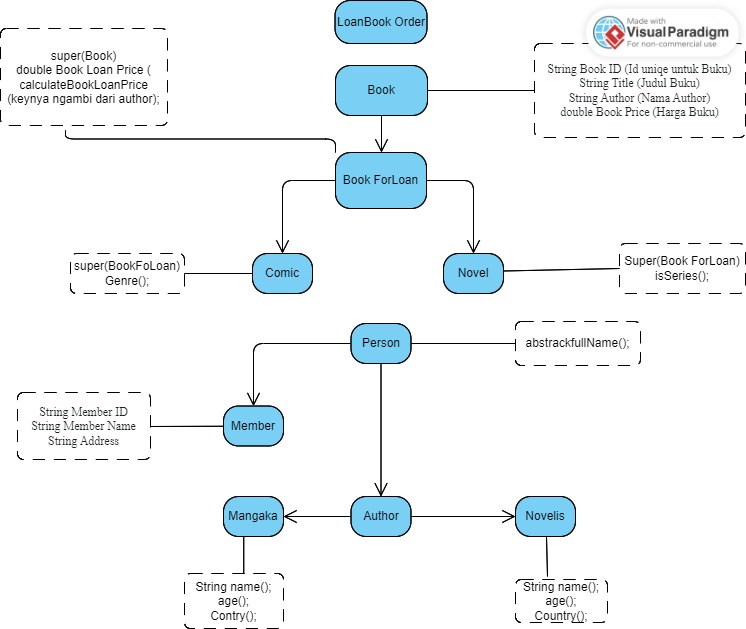 LoanBook Order
Made with
VisualParadigm
For non-commercial use
super(Book)
double Book Loan Price (
calculateBookLoanPrice
(keynya ngambi dari author);
Book
String Book ID (Id uniqe untuk Buku)
String Title (Judul Buku)
String Author (Nama Author)
double Book Price (Harga Buku)
Book ForLoan
super(BookFoLoan)
Genre();
Comic
Novel
Super(Book ForLoan)
isSeries();
Person
abstrackfullName();
String Member ID
String Member Name
String Address
Member
Mangaka
Author
Novelis
String name();
age();
Contry();
String name();
age();
Country();